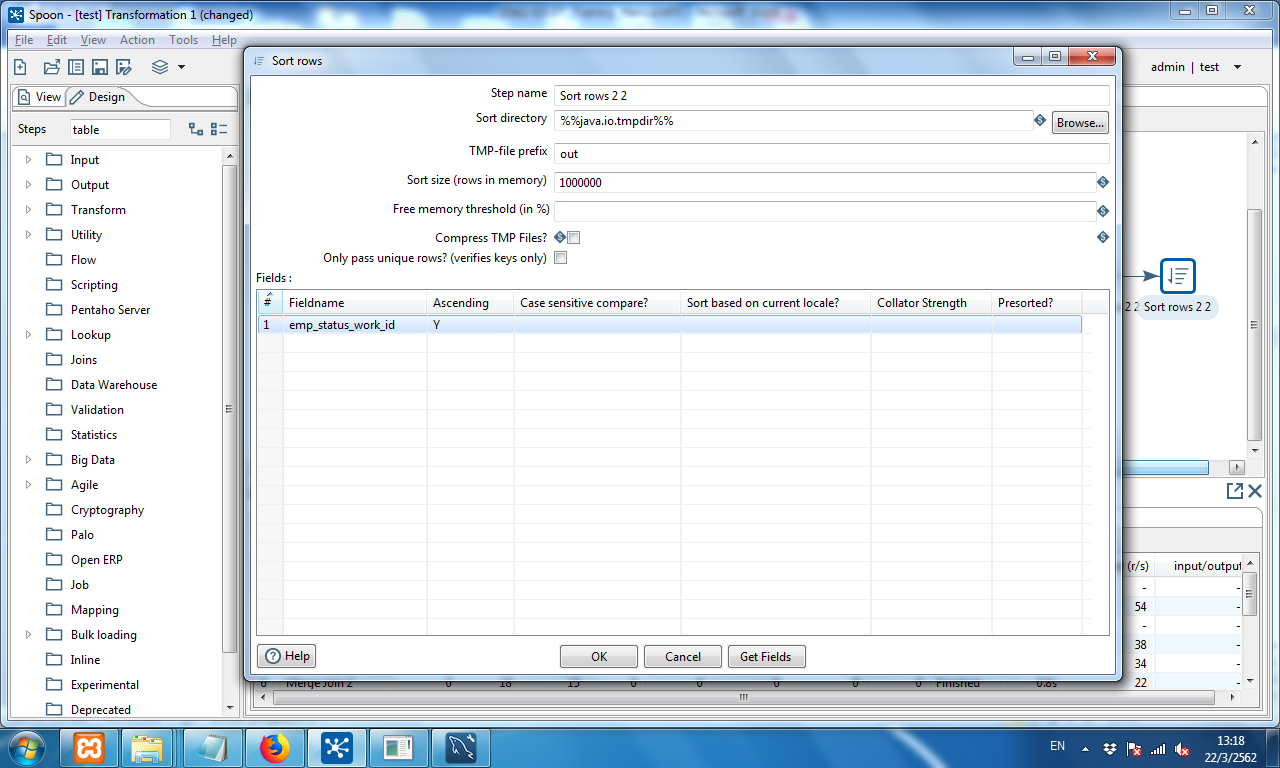 Spoon - [test] Transformation 1 (changed)
File Edit View Action Tools Help
admin | test
View Design
Steps table
Input
Output
Transform
Utility
Flow
Scripting
Pentaho Server
Lookup
Joins
Data Warehouse
Validation
Statistics
Big Data
Agile
Cryptography
Palo
Open ERP
Job
Mapping
Bulk loading
Inline
Experimental
Deprecated
Sort rows
Step name Sort rows 2 2
Sort directory %%java.io.tmpdir%% Browse...
TMP-file prefix out
Sort size (rows in memory) 1000000
Free memory threshold (in %)
Compress TMP Files?
Only pass unique rows? (verifies keys only)
Fields :
# Fieldname Ascending Case sensitive compare? Sort based on current locale? Collator Strength Presorted?
1 emp_status_work_id Y
Help OK Cancel Get Fields
2 2 Sort rows 2 2
(r/s) input/output
-  -
54 -
-  -
38 -
34 -
6 Merge Join 2 0 18 15 0 0 0 0 0 Finished 0.8s 22 -
EN 13:18
22/3/2562